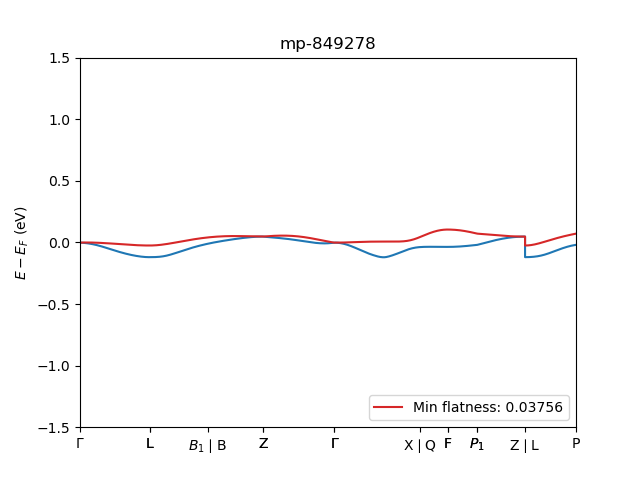 mp-849278
E − E_F (eV)
1.5
1.0
0.5
0.0
−0.5
−1.0
−1.5
Min flatness: 0.03756
Γ L B₁ | B Z Γ X | Q F P₁ Z | L P